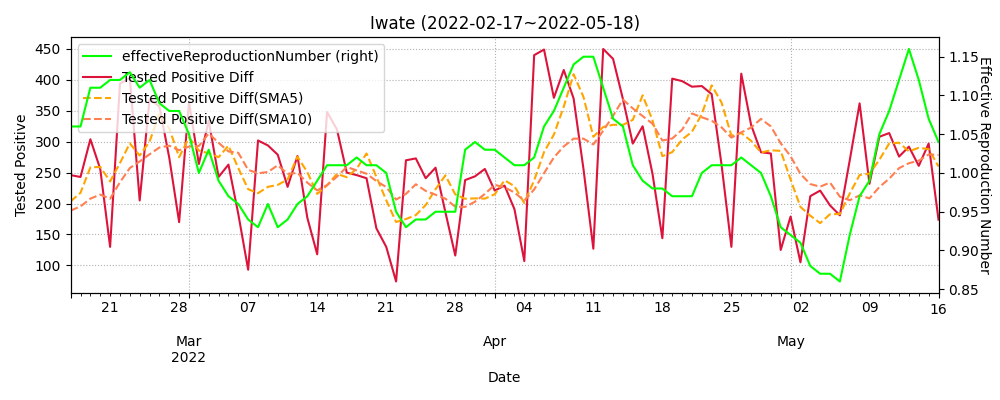 Iwate (2022-02-17~2022-05-18)
effectiveReproductionNumber (right)
Tested Positive Diff
Tested Positive Diff(SMA5)
Tested Positive Diff(SMA10)
Tested Positive
450
400
350
300
250
200
150
100
Effective Reproduction Number
1.15
1.10
1.05
1.00
0.95
0.90
0.85
21 28 07 14 21 28 04 11 18 25 02 09 16
Mar Apr May
2022
Date